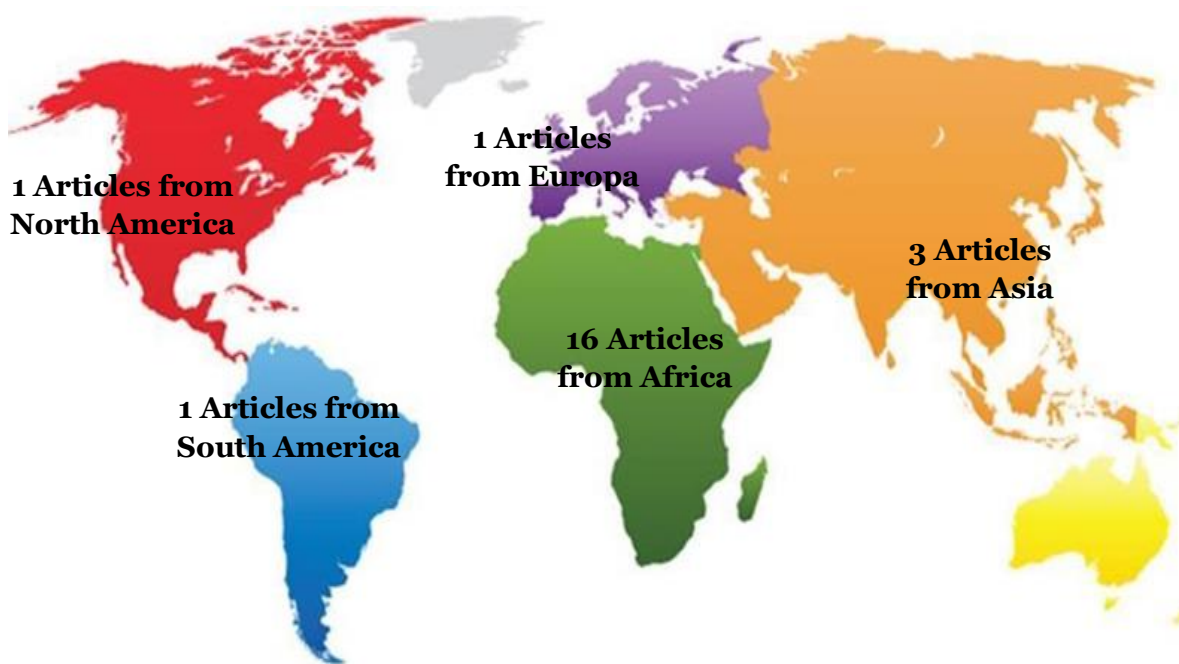 1 Articles
from Europa
1 Articles from
North America
3 Articles
from Asia
16 Articles
from Africa
1 Articles from
South America